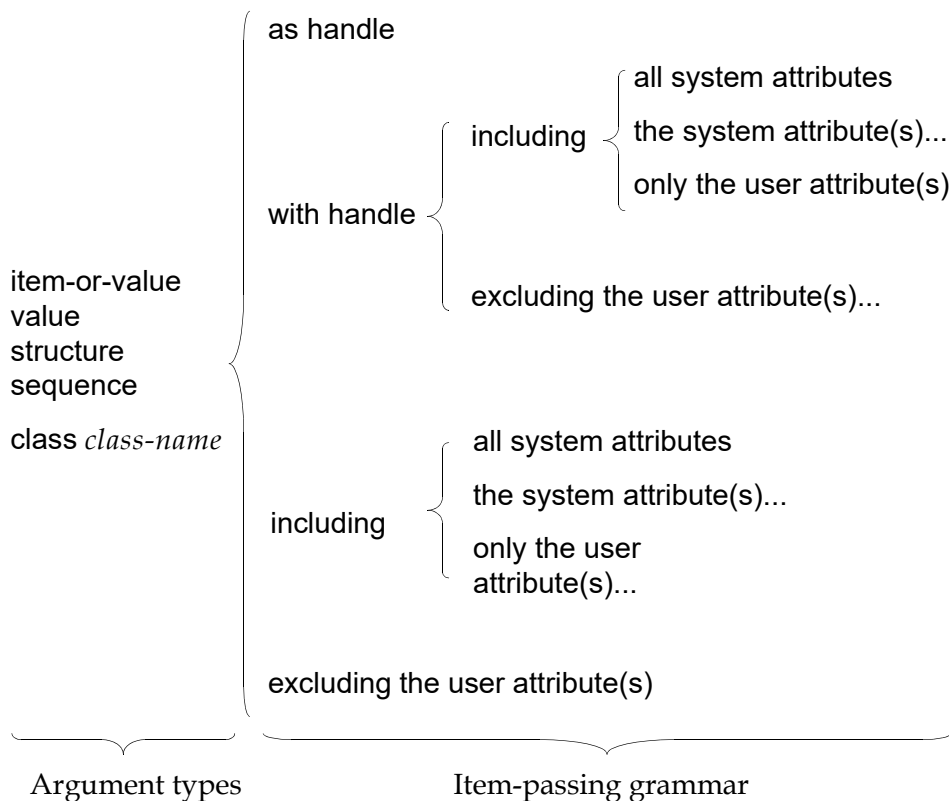 as handle
all system attributes
including
the system attribute(s)...
only the user attribute(s)
with handle
excluding the user attribute(s)...
item-or-value
value
structure
sequence
class class-name
all system attributes
the system attribute(s)...
including
only the user
attribute(s)...
excluding the user attribute(s)
Argument types
Item-passing grammar